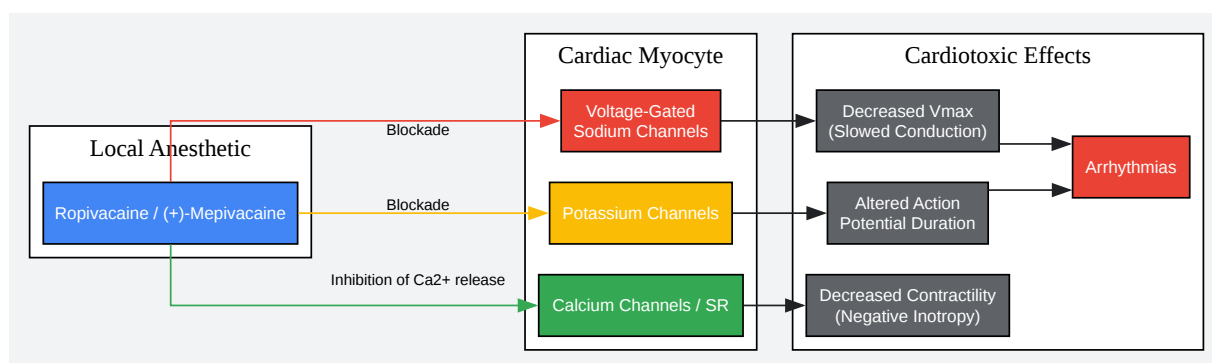 Local Anesthetic
Ropivacaine / (+)-Mepivacaine
Blockade
Blockade
Inhibition of Ca2+ release
Cardiac Myocyte
Voltage-Gated
Sodium Channels
Potassium Channels
Calcium Channels / SR
Cardiotoxic Effects
Decreased Vmax
(Slowed Conduction)
Altered Action
Potential Duration
Decreased Contractility
(Negative Inotropy)
Arrhythmias